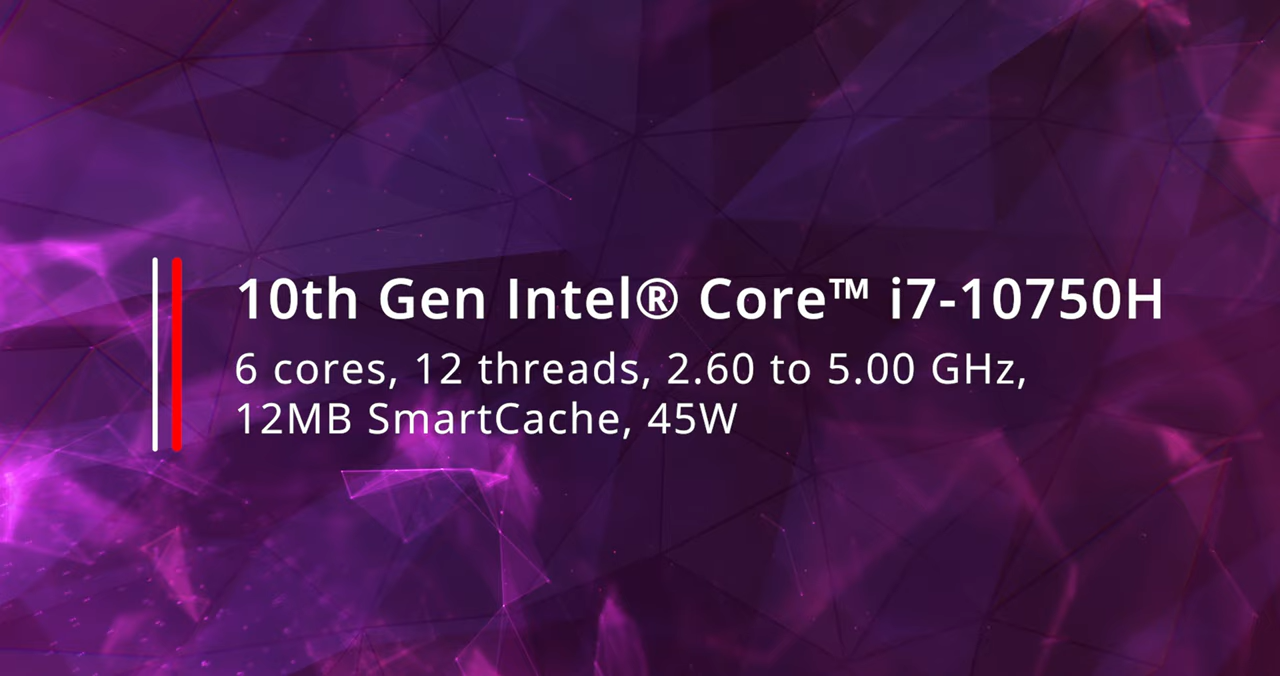 10th Gen Intel® Core™ i7-10750H
6 cores, 12 threads, 2.60 to 5.00 GHz,
12MB SmartCache, 45W